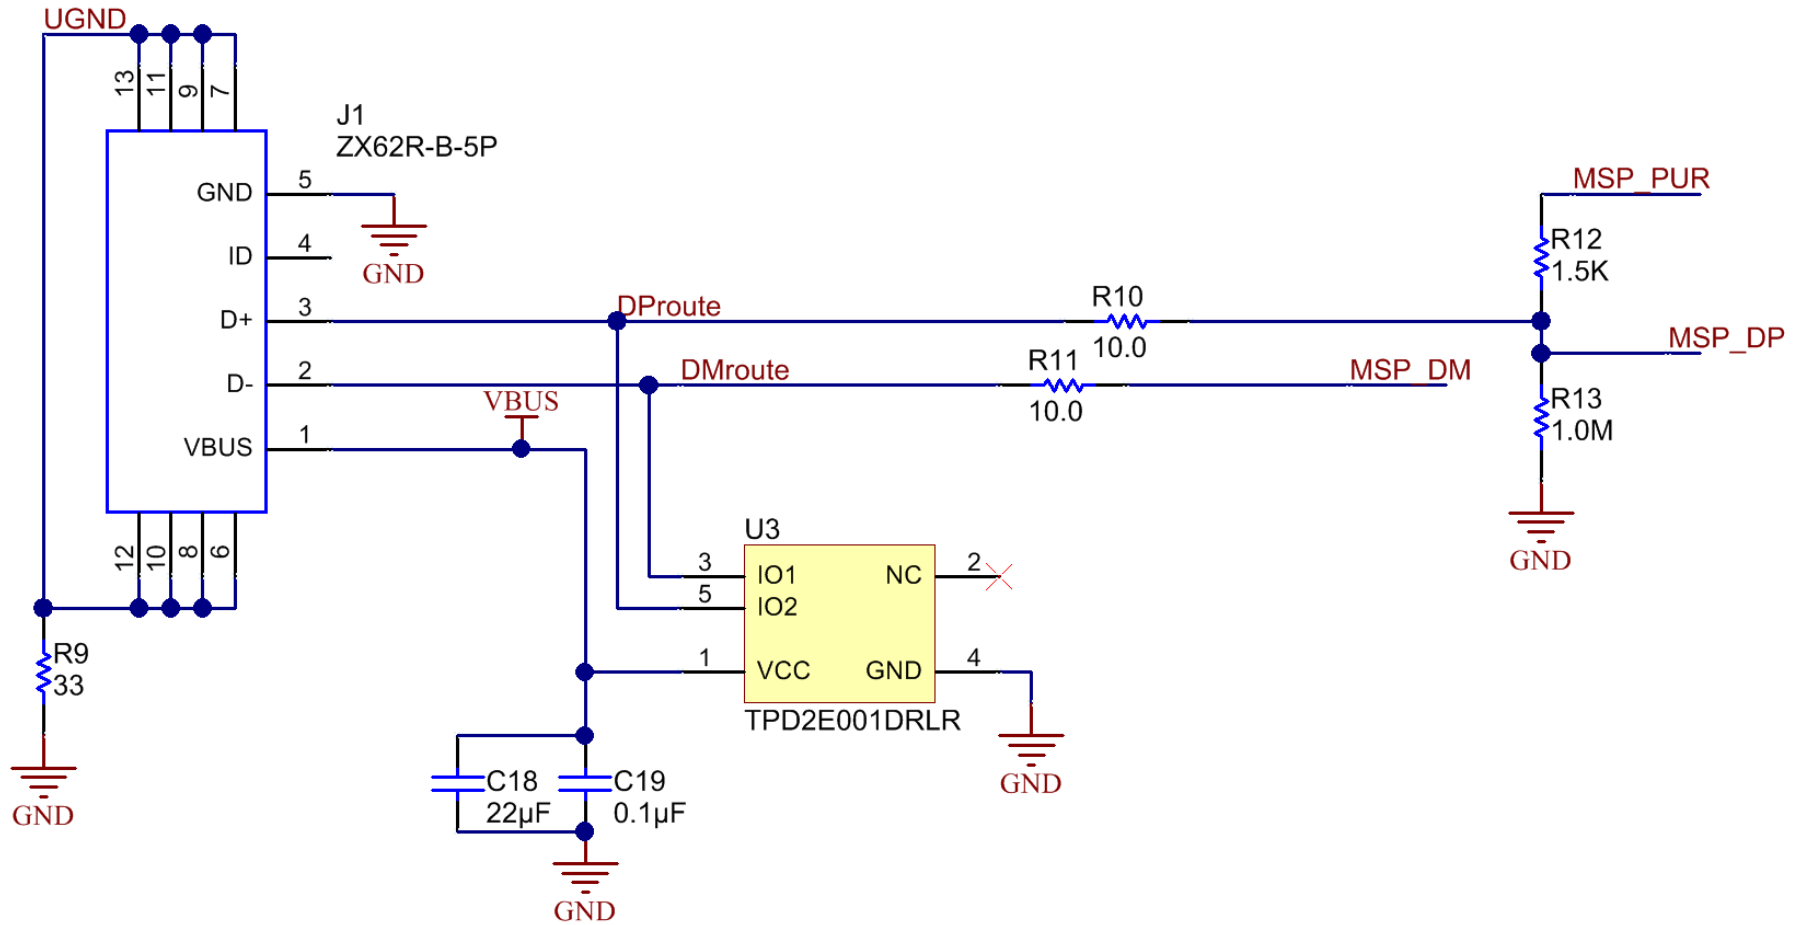 UGND
13
11
9
7
J1
ZX62R-B-5P
GND
5
ID
4
GND
D+
3
D-
2
VBUS
1
DProute
DMroute
VBUS
R10
10.0
R11
10.0
MSP_DM
MSP_PUR
R12
1.5K
MSP_DP
R13
1.0M
GND
12
10
8
6
R9
33
GND
U3
3
IO1
NC
2
5
IO2
1
VCC
GND
4
TPD2E001DRLR
GND
C18
22µF
C19
0.1µF
GND